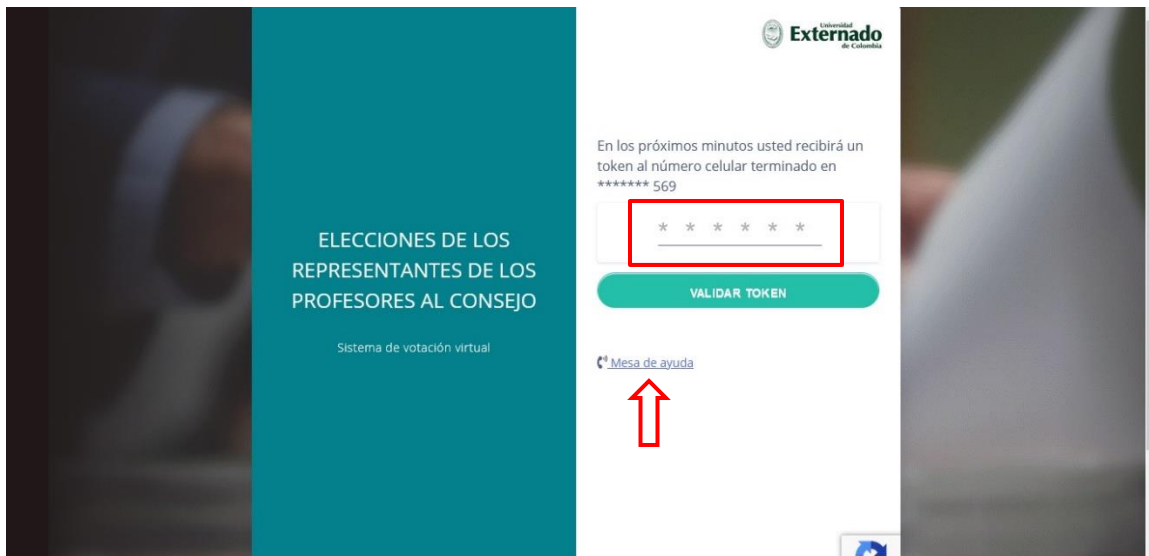 Universidad
Externado
de Colombia
En los próximos minutos usted recibirá un
token al número celular terminado en
******* 569
* * * * * *
VALIDAR TOKEN
Mesa de ayuda
ELECCIONES DE LOS
REPRESENTANTES DE LOS
PROFESORES AL CONSEJO
Sistema de votación virtual